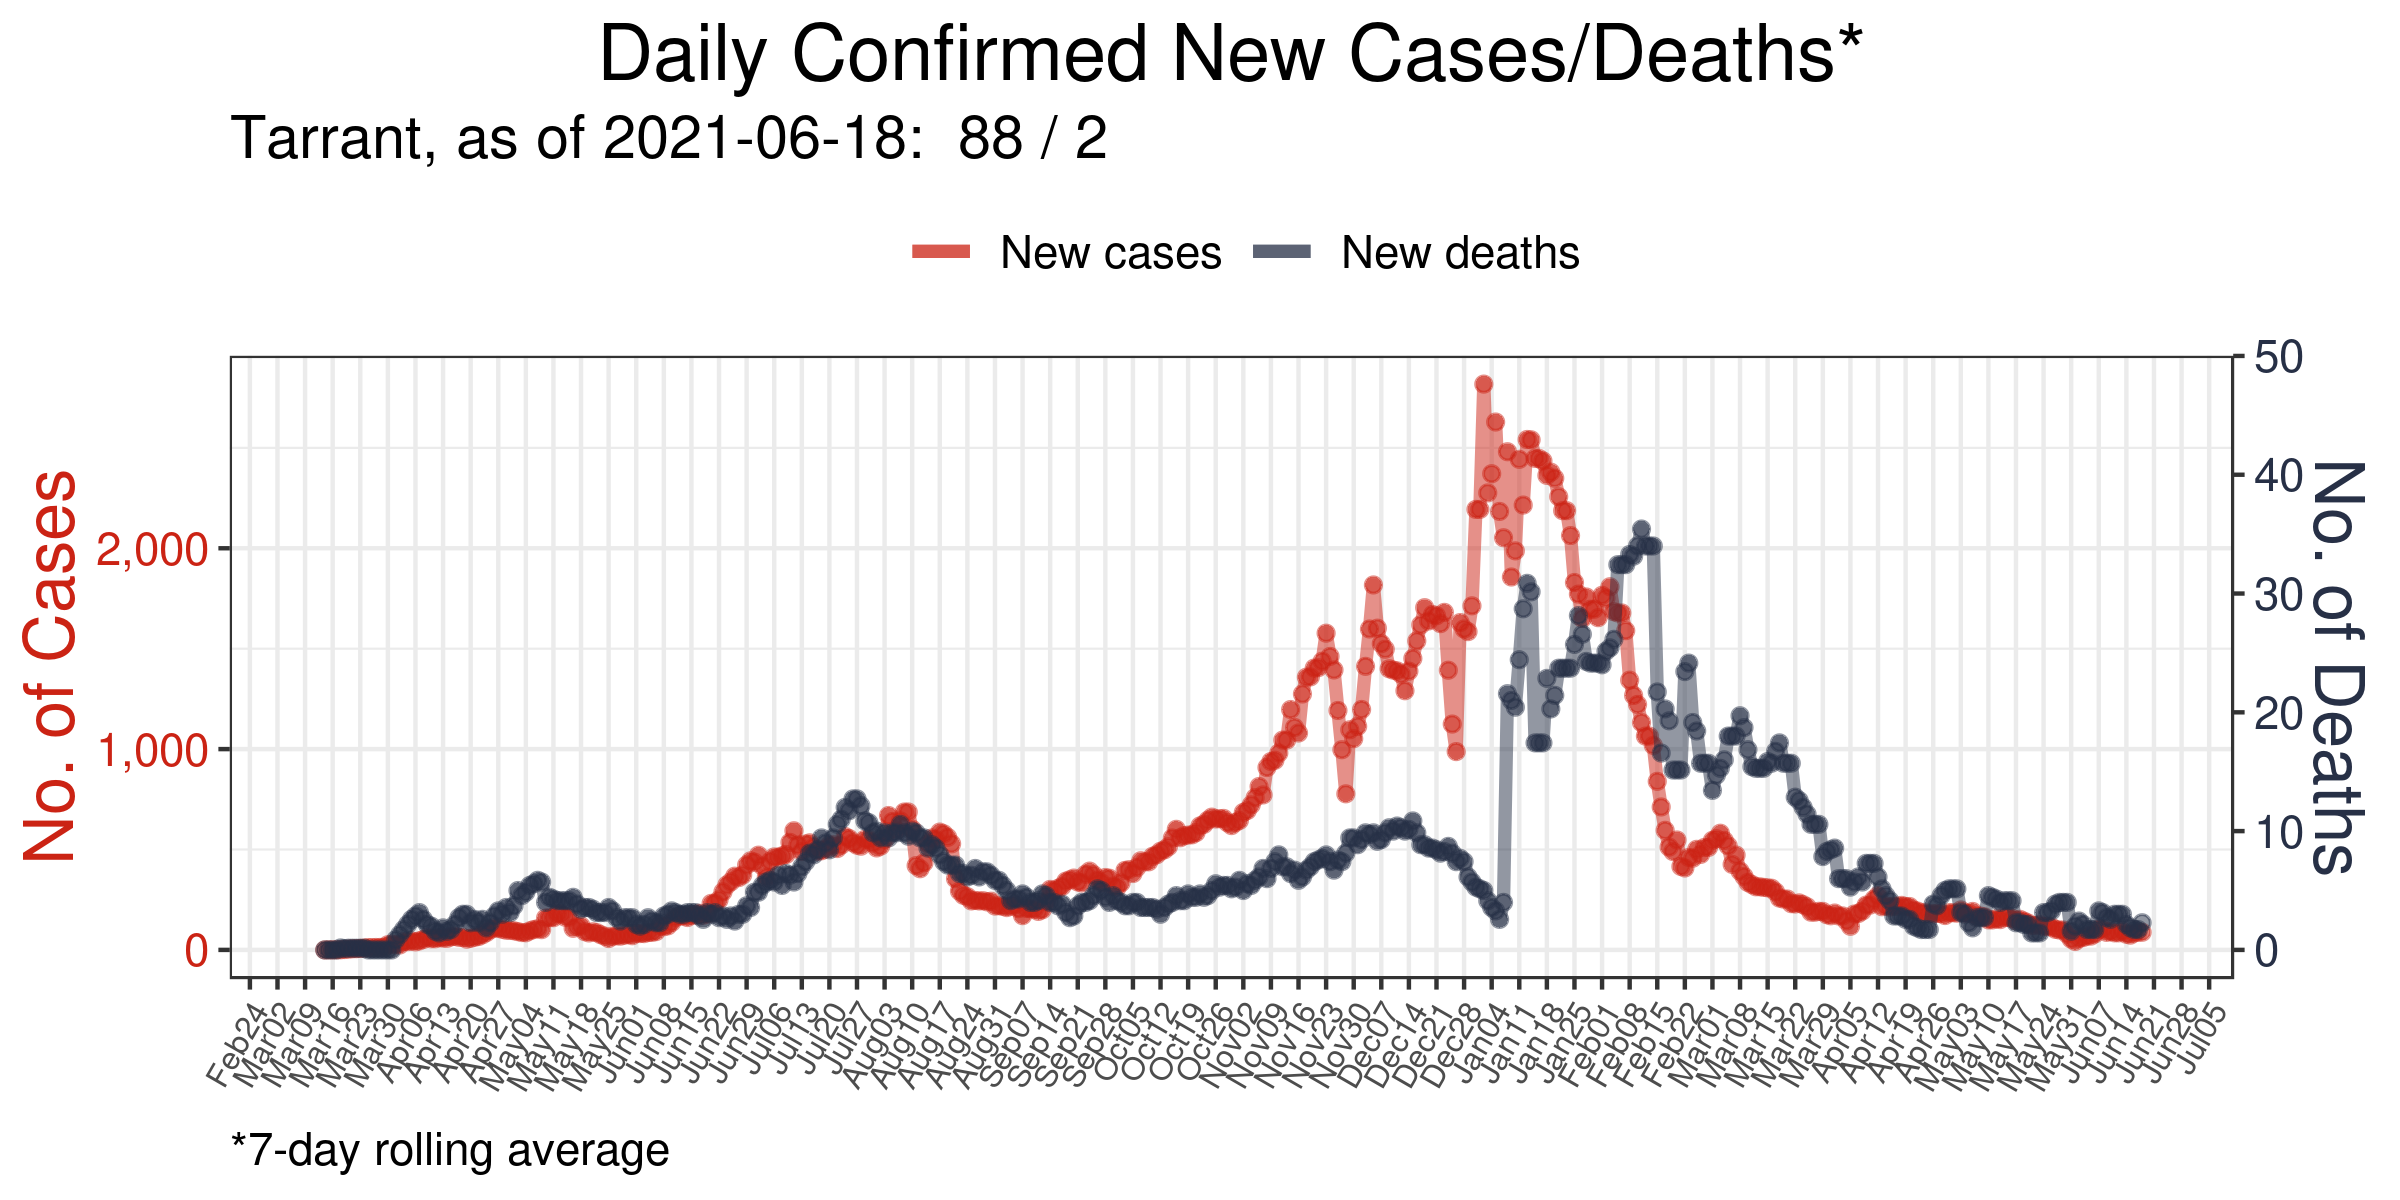 Daily Confirmed New Cases/Deaths*
Tarrant, as of 2021-06-18:  88 / 2
New cases New deaths
No. of Cases
2,000
1,000
0
50
40
30
20
10
0
No. of Deaths
Feb24 Mar02 Mar09 Mar16 Mar23 Mar30 Apr06 Apr13 Apr20 Apr27 May04 May11 May18 May25 Jun01 Jun08 Jun15 Jun22 Jun29 Jul06 Jul13 Jul20 Jul27 Aug03 Aug10 Aug17 Aug24 Aug31 Sep07 Sep14 Sep21 Sep28 Oct05 Oct12 Oct19 Oct26 Nov02 Nov09 Nov16 Nov23 Nov30 Dec07 Dec14 Dec21 Dec28 Jan04 Jan11 Jan18 Jan25 Feb01 Feb08 Feb15 Feb22 Mar01 Mar08 Mar15 Mar22 Mar29 Apr05 Apr12 Apr19 Apr26 May03 May10 May17 May24 May31 Jun07 Jun14 Jun21 Jun28 Jul05
*7-day rolling average